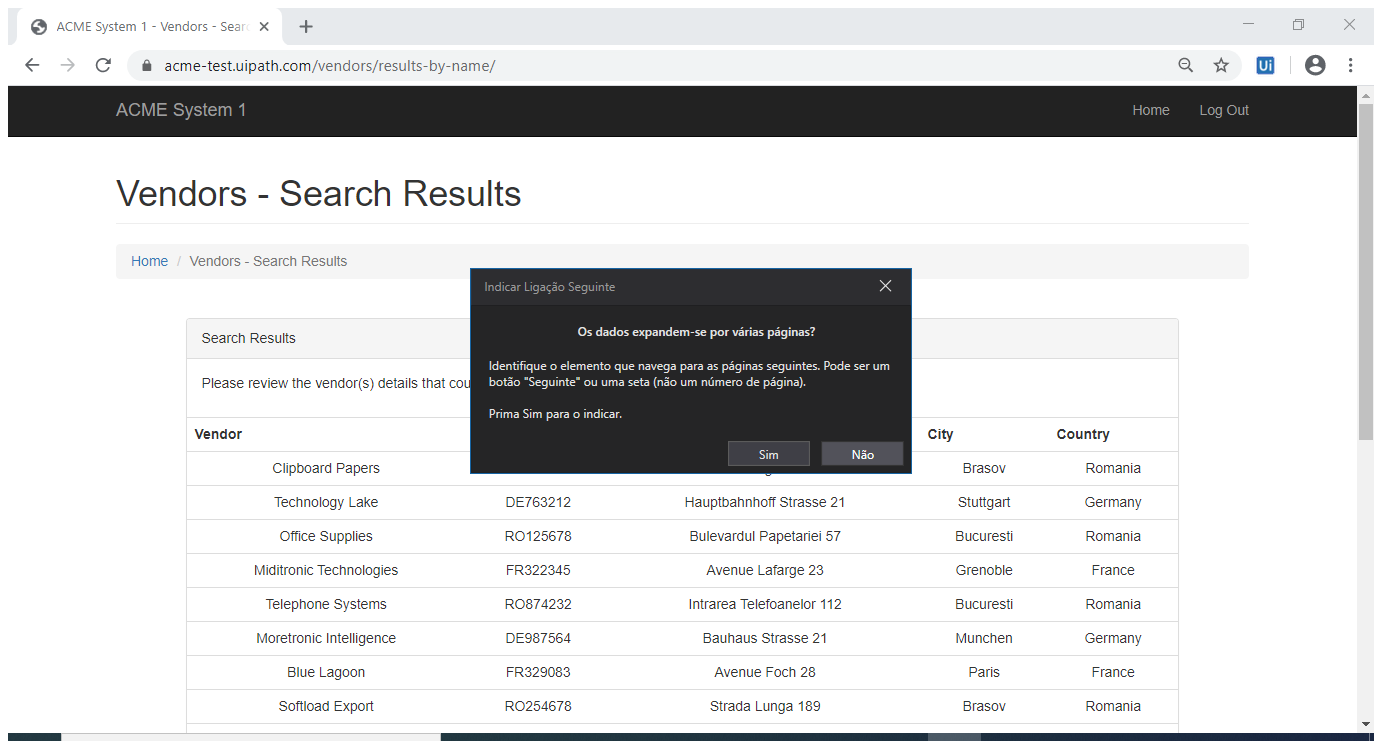 ACME System 1 - Vendors - Sear
acme-test.uipath.com/vendors/results-by-name/
Ui
ACME System 1 Home Log Out
Vendors - Search Results
Home / Vendors - Search Results
Indicar Ligação Seguinte
Os dados expandem-se por várias páginas?
Identifique o elemento que navega para as páginas seguintes. Pode ser um
botão "Seguinte" ou uma seta (não um número de página).
Prima Sim para o indicar.
Sim Não
Search Results
Please review the vendor(s) details that cou
Vendor City Country
Clipboard Papers Brasov Romania
Technology Lake DE763212 Hauptbahnhoff Strasse 21 Stuttgart Germany
Office Supplies RO125678 Bulevardul Papetariei 57 Bucuresti Romania
Miditronic Technologies FR322345 Avenue Lafarge 23 Grenoble France
Telephone Systems RO874232 Intrarea Telefoanelor 112 Bucuresti Romania
Moretronic Intelligence DE987564 Bauhaus Strasse 21 Munchen Germany
Blue Lagoon FR329083 Avenue Foch 28 Paris France
Softload Export RO254678 Strada Lunga 189 Brasov Romania